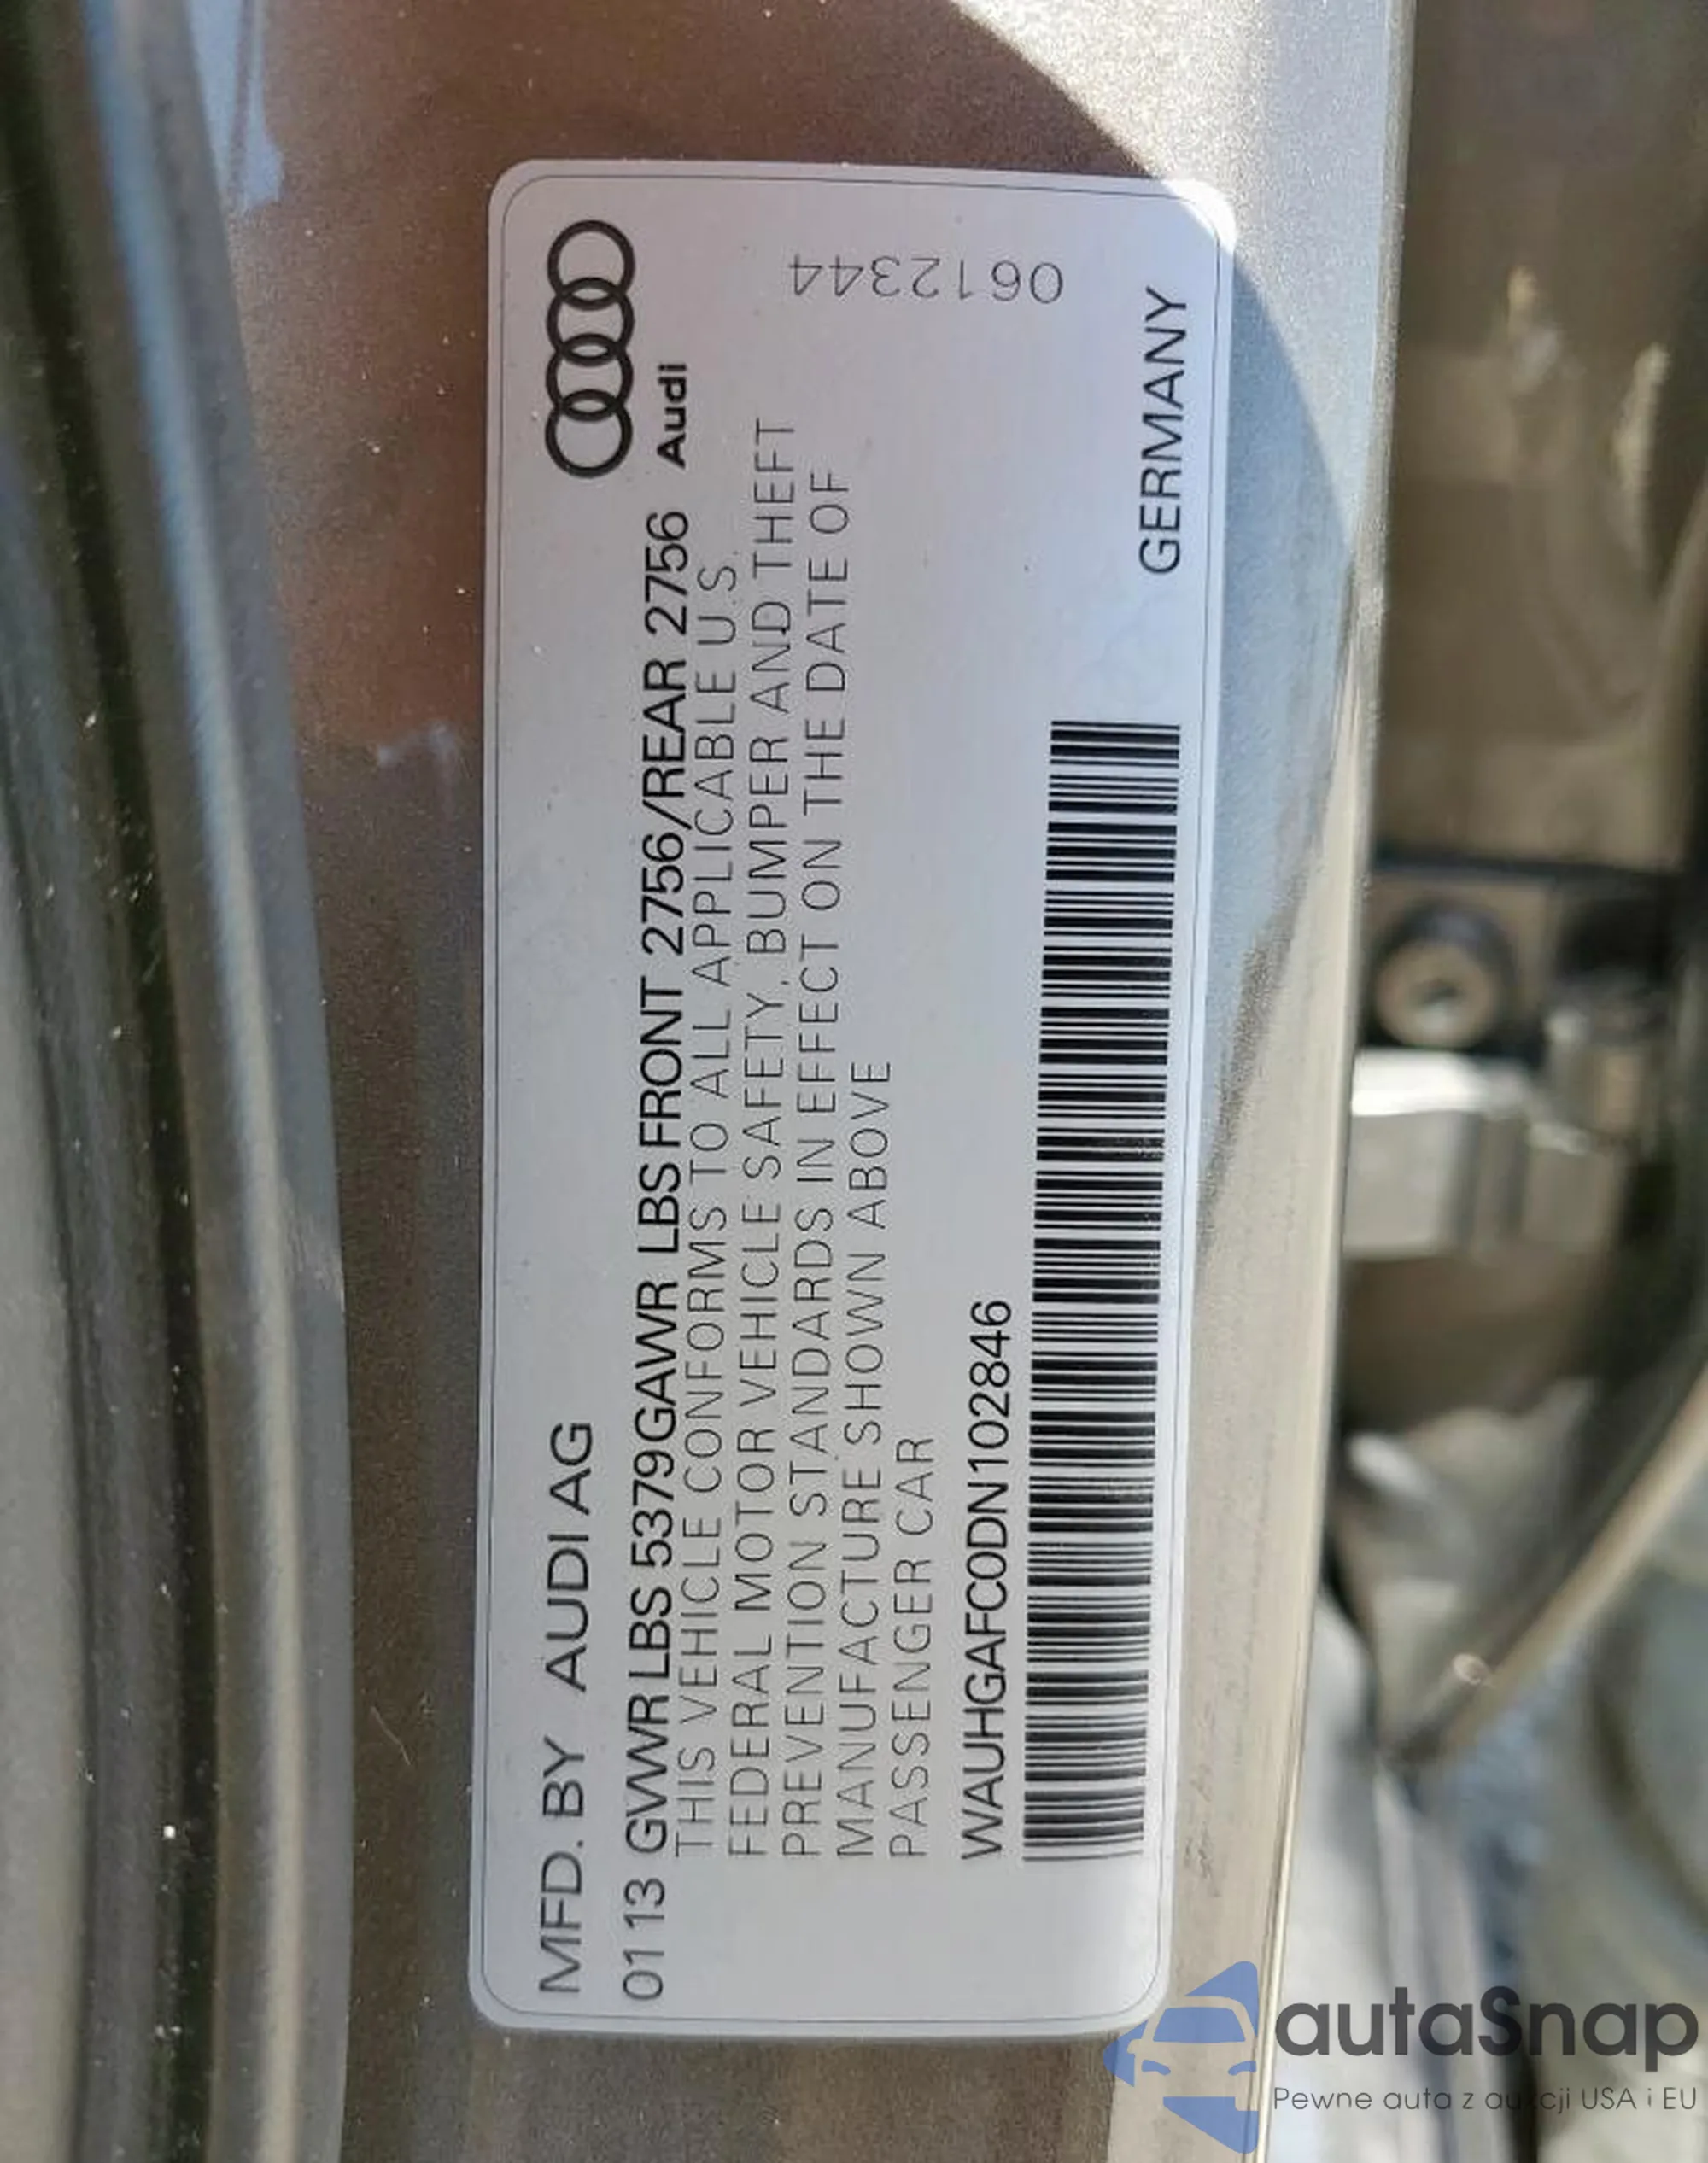 MFD. BY AUDI AG
Audi
01 13 GVWR LBS 5379GAWR LBS FRONT 2756/REAR 2756
THIS VEHICLE CONFORMS TO ALL APPLICABLE U.S.
FEDERAL MOTOR VEHICLE SAFETY, BUMPER AND THEFT
PREVENTION STANDARDS IN EFFECT ON THE DATE OF
MANUFACTURE SHOWN ABOVE
PASSENGER CAR
0612344
WAUHGAFC0DN102846
GERMANY
autaSnap
Pewne auta z aukcji USA i EU